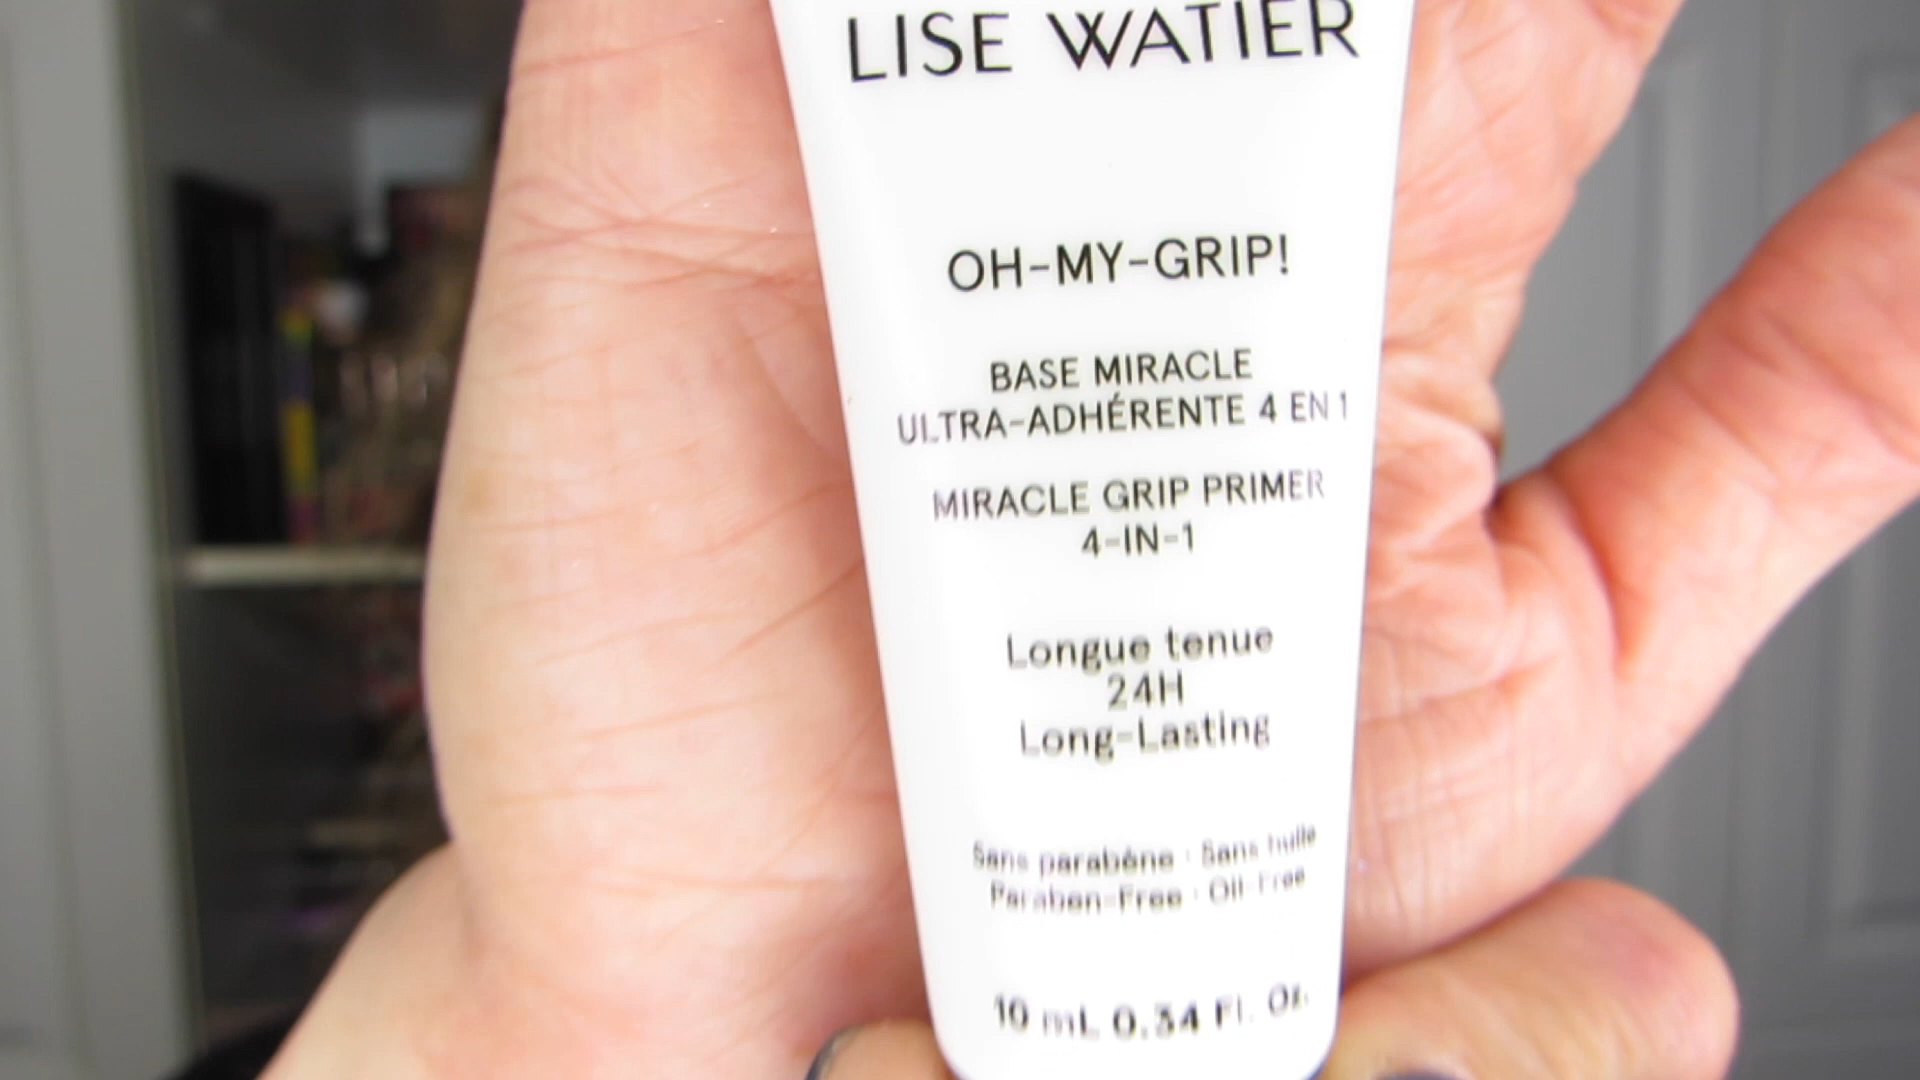 LISE WATIER
OH-MY-GRIP!
BASE MIRACLE
ULTRA-ADHÉRENTE 4 EN 1
MIRACLE GRIP PRIMER
4-IN-1
Longue tenue
24H
Long-Lasting
Sans parabène · Sans huile
Paraben-Free · Oil-Free
10 mL 0.34 Fl. Oz.